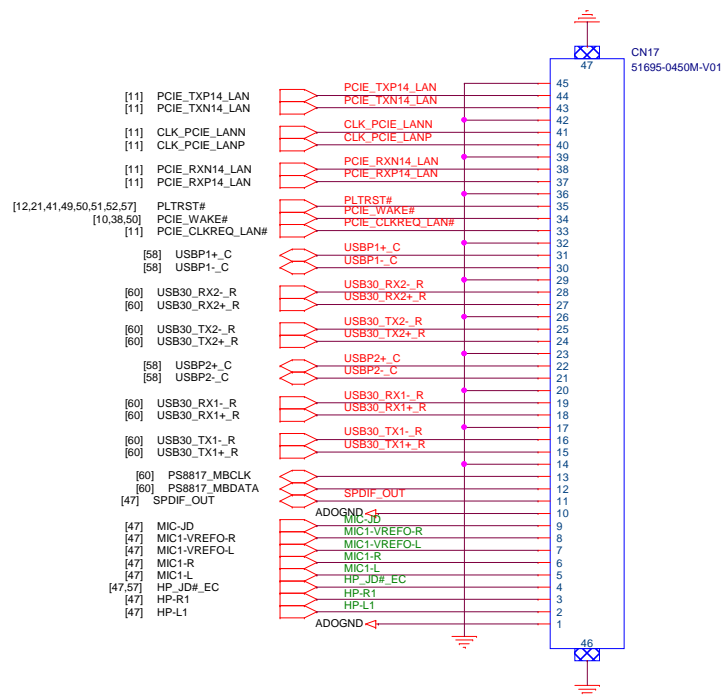 CN17
51695-0450M-V01
47
45
[11] PCIE_TXP14_LAN PCIE_TXP14_LAN 44
[11] PCIE_TXN14_LAN PCIE_TXN14_LAN 43
42
[11] CLK_PCIE_LANN CLK_PCIE_LANN 41
[11] CLK_PCIE_LANP CLK_PCIE_LANP 40
39
[11] PCIE_RXN14_LAN PCIE_RXN14_LAN 38
[11] PCIE_RXP14_LAN PCIE_RXP14_LAN 37
36
[12,21,41,49,50,51,52,57] PLTRST# PLTRST# 35
[10,38,50] PCIE_WAKE# PCIE_WAKE# 34
[11] PCIE_CLKREQ_LAN# PCIE_CLKREQ_LAN# 33
32
[58] USBP1+_C USBP1+_C 31
[58] USBP1-_C USBP1-_C 30
29
[60] USB30_RX2-_R USB30_RX2-_R 28
[60] USB30_RX2+_R USB30_RX2+_R 27
26
[60] USB30_TX2-_R USB30_TX2-_R 25
[60] USB30_TX2+_R USB30_TX2+_R 24
23
[58] USBP2+_C USBP2+_C 22
[58] USBP2-_C USBP2-_C 21
20
[60] USB30_RX1-_R USB30_RX1-_R 19
[60] USB30_RX1+_R USB30_RX1+_R 18
17
[60] USB30_TX1-_R USB30_TX1-_R 16
[60] USB30_TX1+_R USB30_TX1+_R 15
14
[60] PS8817_MBCLK 13
[60] PS8817_MBDATA 12
[47] SPDIF_OUT SPDIF_OUT 11
ADOGND 10
[47] MIC-JD MIC-JD 9
[47] MIC1-VREFO-R MIC1-VREFO-R 8
[47] MIC1-VREFO-L MIC1-VREFO-L 7
[47] MIC1-R MIC1-R 6
[47] MIC1-L MIC1-L 5
[47,57] HP_JD#_EC HP_JD#_EC 4
[47] HP-R1 HP-R1 3
[47] HP-L1 HP-L1 2
ADOGND 1
46